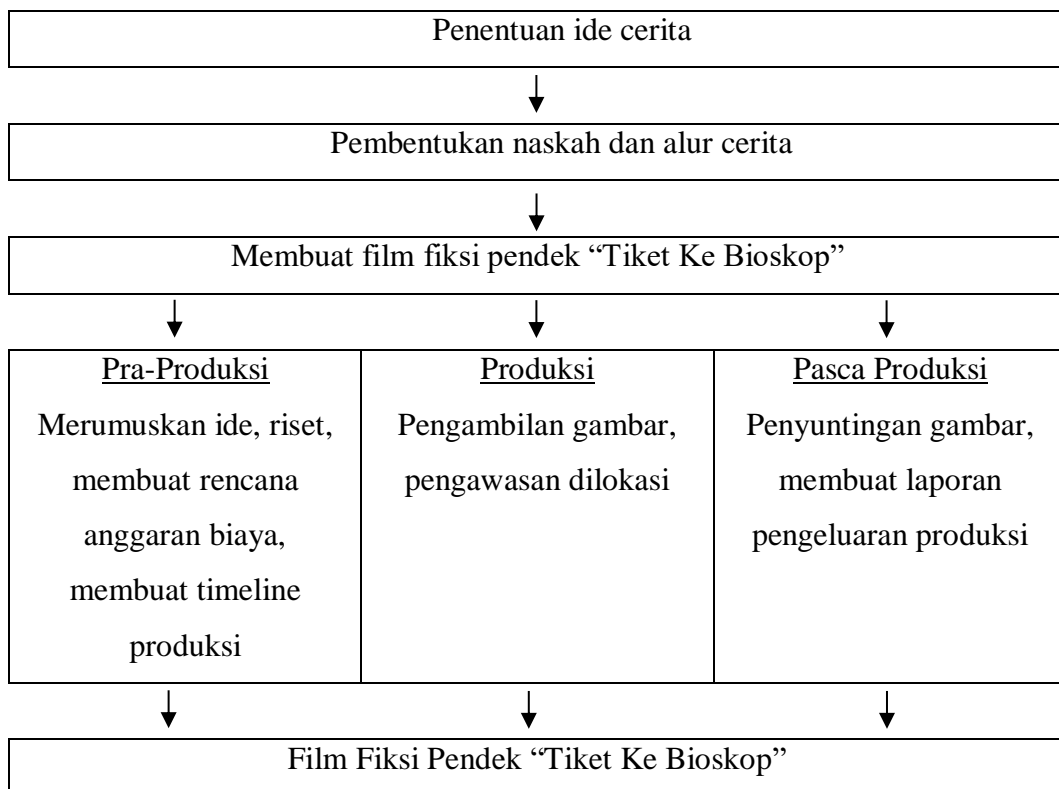 Penentuan ide cerita
Pembentukan naskah dan alur cerita
Membuat film fiksi pendek “Tiket Ke Bioskop”
Pra-Produksi
Merumuskan ide, riset,
membuat rencana
anggaran biaya,
membuat timeline
produksi
Produksi
Pengambilan gambar,
pengawasan dilokasi
Pasca Produksi
Penyuntingan gambar,
membuat laporan
pengeluaran produksi
Film Fiksi Pendek “Tiket Ke Bioskop”